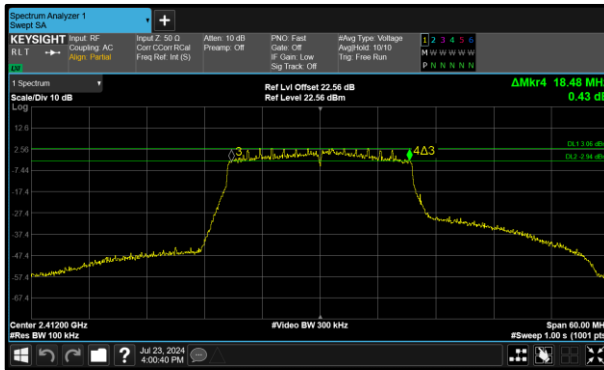 Spectrum Analyzer 1
Swept SA
KEYSIGHT
RLT
Input: RF
Coupling: AC
Align: Partial
Input Z: 50 Ω
Corr CCorr RCal
Freq Ref: Int (S)
Atten: 10 dB
Preamp: Off
PNO: Fast
Gate: Off
IF Gain: Low
Sig Track: Off
#Avg Type: Voltage
Avg|Hold: 10/10
Trig: Free Run
1 2 3 4 5 6
M W W W W W
P N N N N N
1 Spectrum
Scale/Div 10 dB
Ref Lvl Offset 22.56 dB
Ref Level 22.56 dBm
ΔMkr4 18.48 MH
0.43 dB
Log
12.6
2.56
-7.44
-17.4
-27.4
-37.4
-47.4
-57.4
-67.4
3
4Δ3
DL1 3.06 dB
DL2 -2.94 dB
Center 2.41200 GHz
#Res BW 100 kHz
#Video BW 300 kHz
Span 60.00 MH
#Sweep 1.00 s (1001 pts
?
Jul 23, 2024
4:00:40 PM